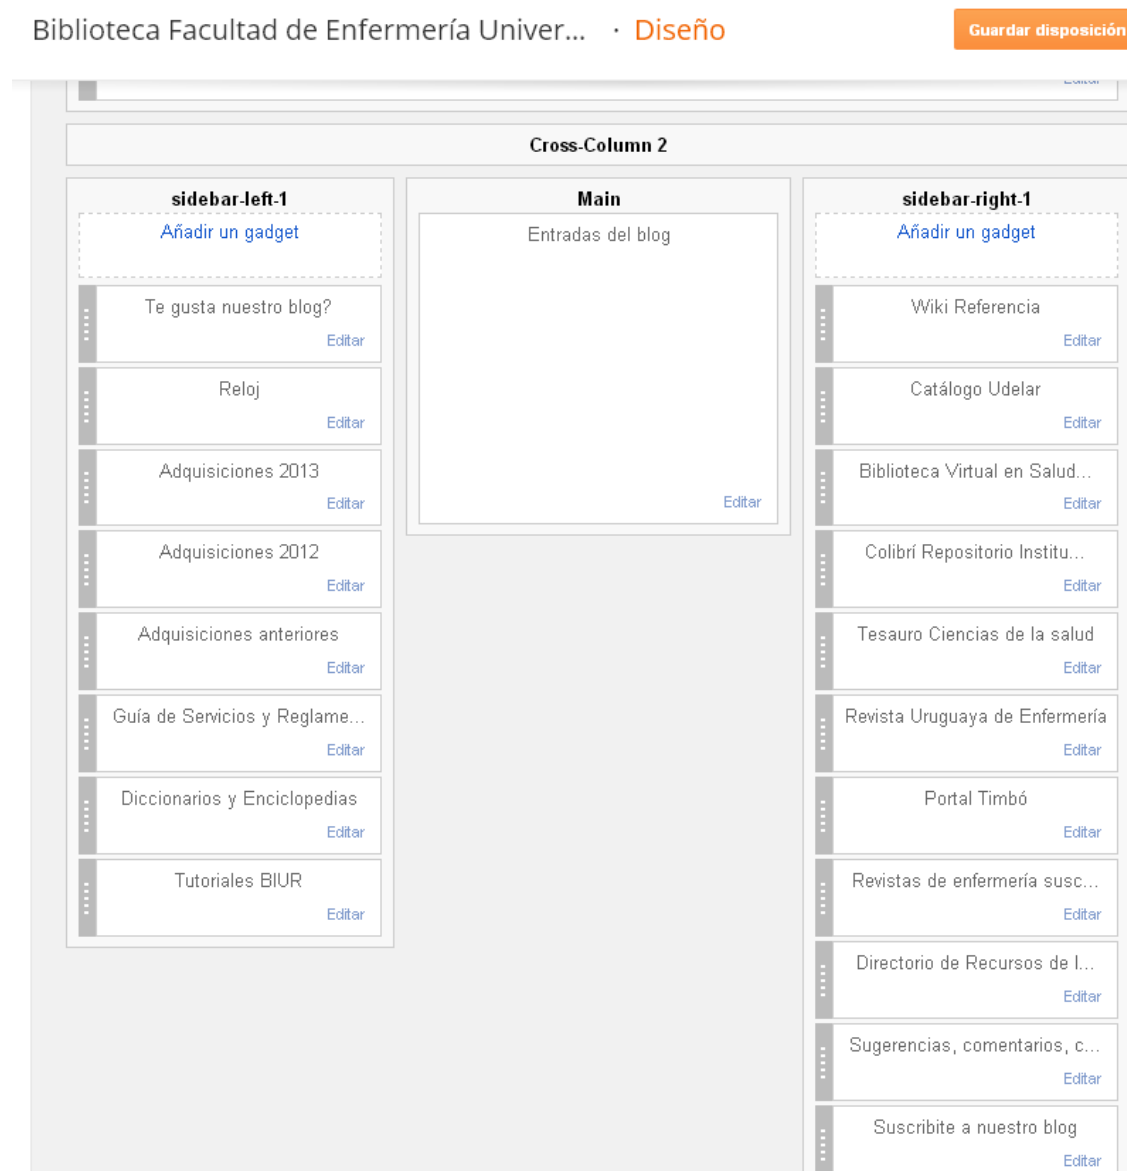 Biblioteca Facultad de Enfermería Univer... · Diseño
Guardar disposición
Editar
Cross-Column 2
sidebar-left-1
Añadir un gadget
Te gusta nuestro blog?
Editar
Reloj
Editar
Adquisiciones 2013
Editar
Adquisiciones 2012
Editar
Adquisiciones anteriores
Editar
Guía de Servicios y Reglame...
Editar
Diccionarios y Enciclopedias
Editar
Tutoriales BIUR
Editar
Main
Entradas del blog
Editar
sidebar-right-1
Añadir un gadget
Wiki Referencia
Editar
Catálogo Udelar
Editar
Biblioteca Virtual en Salud...
Editar
Colibrí Repositorio Institu...
Editar
Tesauro Ciencias de la salud
Editar
Revista Uruguaya de Enfermería
Editar
Portal Timbó
Editar
Revistas de enfermería susc...
Editar
Directorio de Recursos de l...
Editar
Sugerencias, comentarios, c...
Editar
Suscribite a nuestro blog
Editar